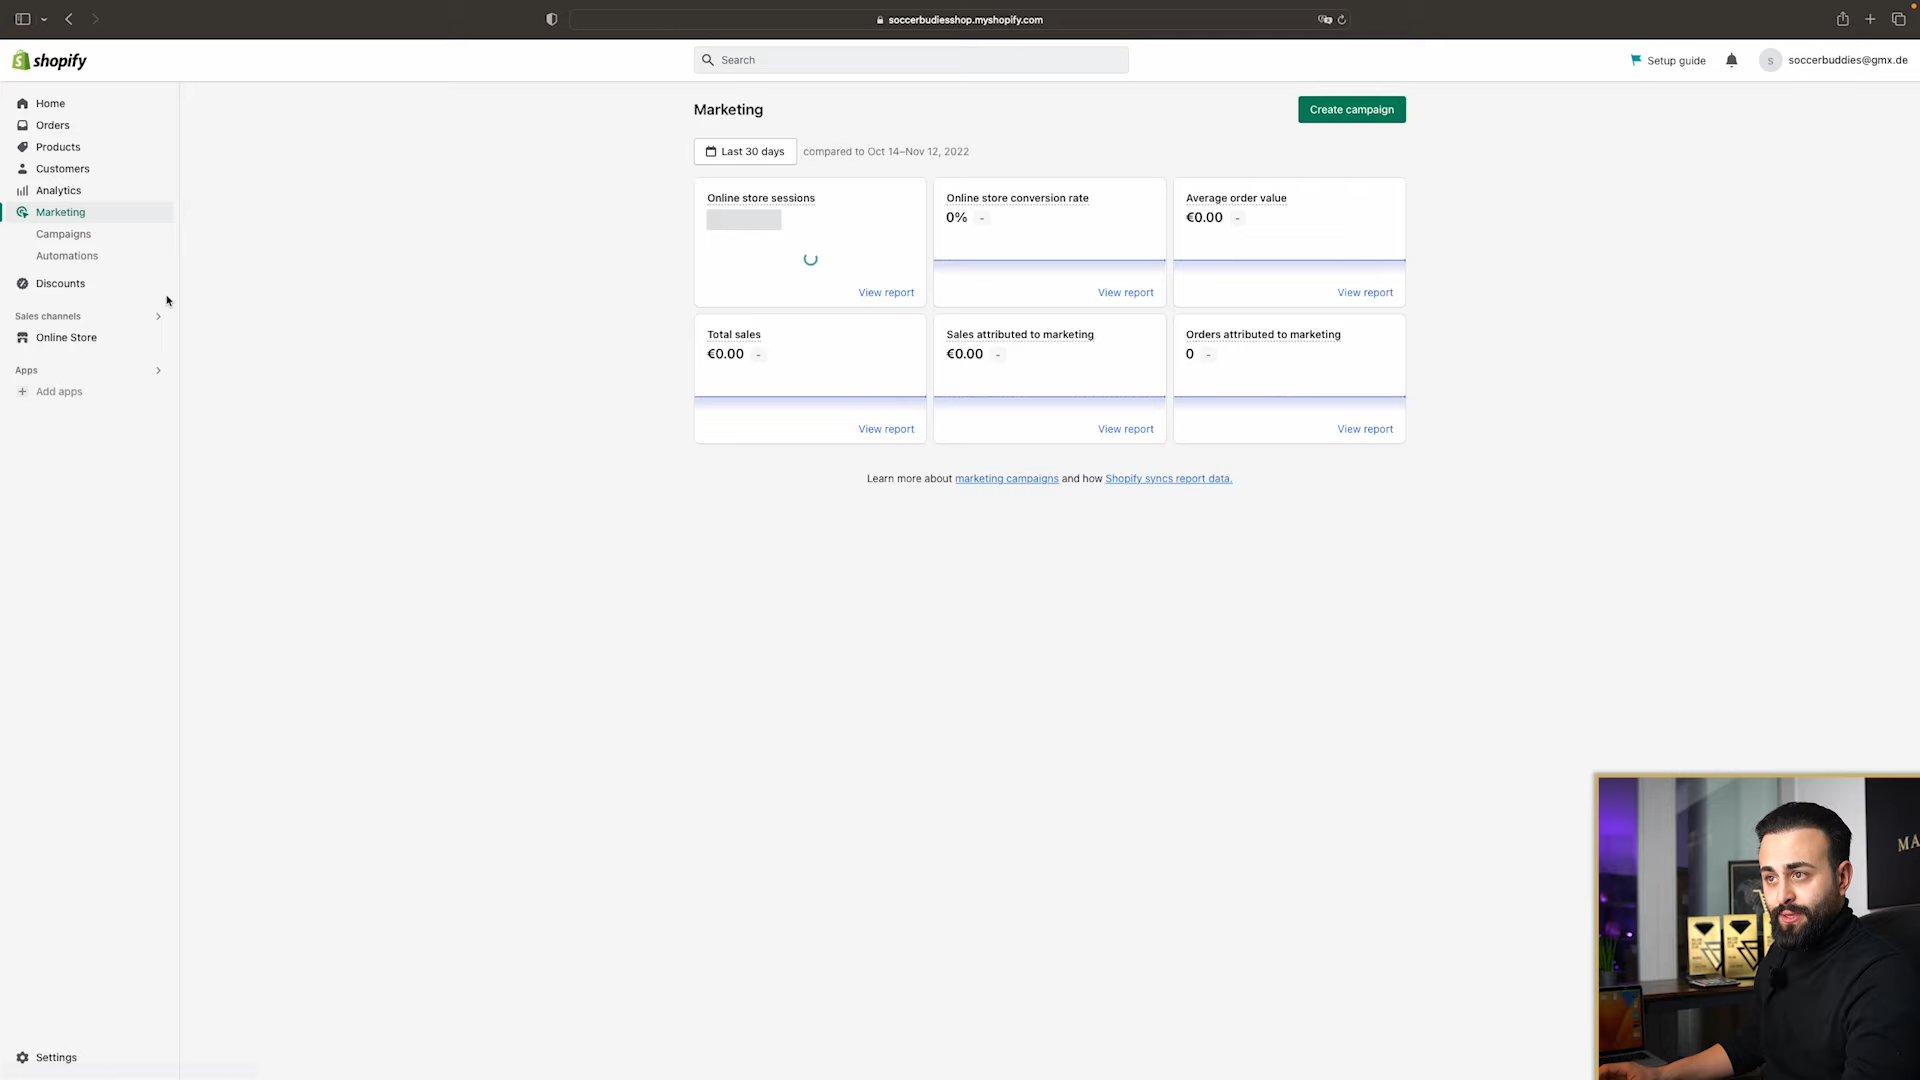 soccerbudiesshop.myshopify.com
shopify
Search
Setup guide
S
soccerbuddies@gmx.de
Home
Orders
Products
Customers
Analytics
Marketing
Campaigns
Automations
Discounts
Sales channels
Online Store
Apps
Add apps
Settings
Marketing
Create campaign
Last 30 days
compared to Oct 14–Nov 12, 2022
Online store sessions
View report
Online store conversion rate
0% -
View report
Average order value
€0.00 -
View report
Total sales
€0.00 -
View report
Sales attributed to marketing
€0.00 -
View report
Orders attributed to marketing
0 -
View report
Learn more about marketing campaigns and how Shopify syncs report data.
MA